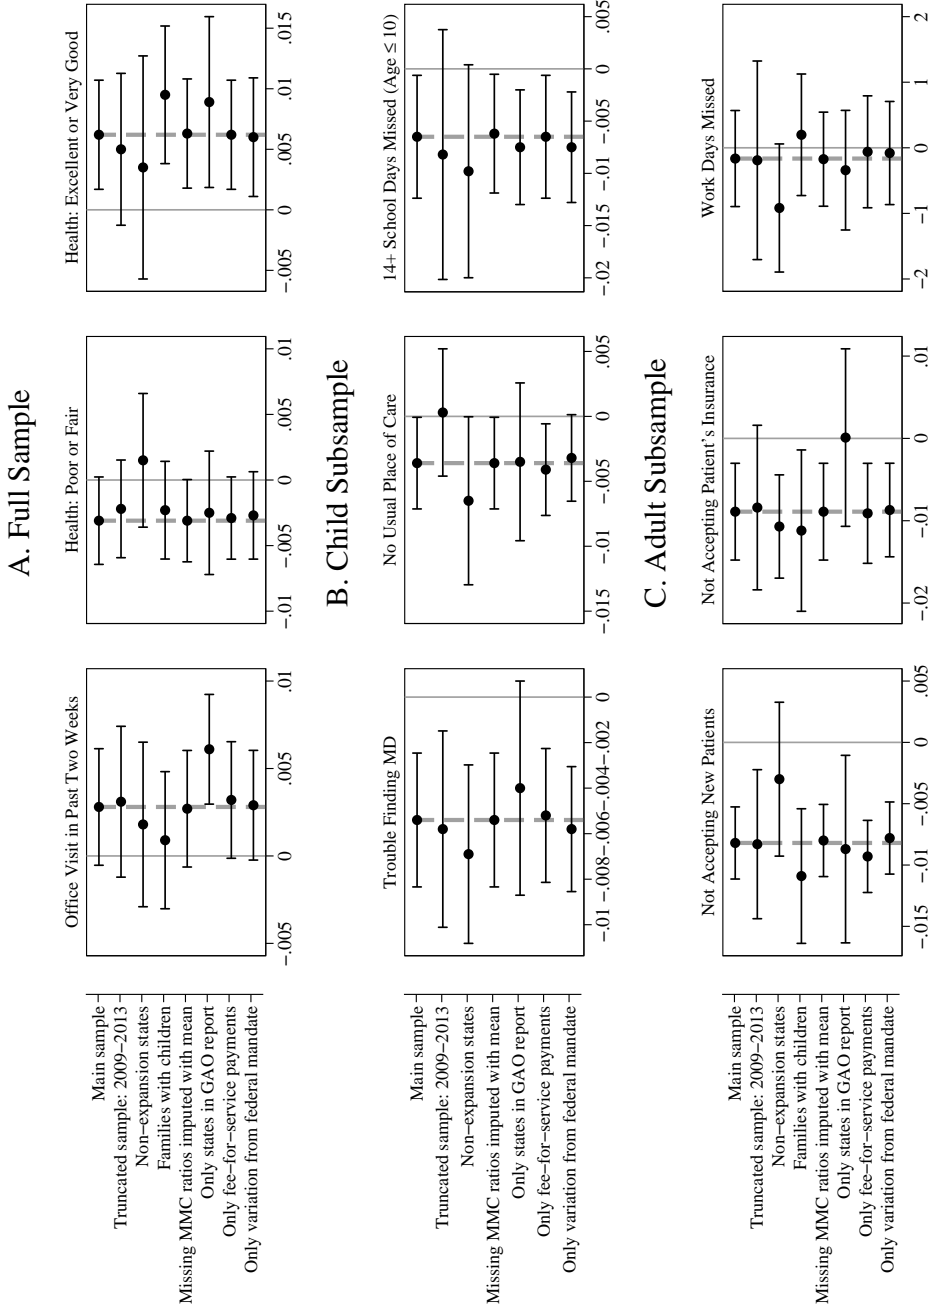 A. Full Sample
Office Visit in Past Two Weeks
Health: Poor or Fair
Health: Excellent or Very Good
Main sample
Truncated sample: 2009−2013
Non−expansion states
Families with children
Missing MMC ratios imputed with mean
Only states in GAO report
Only fee−for−service payments
Only variation from federal mandate
−.005 0 .005 .01
−.01 −.005 0 .005 .01
−.005 0 .005 .01 .015
B. Child Subsample
Trouble Finding MD
No Usual Place of Care
14+ School Days Missed (Age ≤ 10)
Main sample
Truncated sample: 2009−2013
Non−expansion states
Missing MMC ratios imputed with mean
Only states in GAO report
Only fee−for−service payments
Only variation from federal mandate
−.01 −.008 −.006 −.004 −.002 0
−.015 −.01 −.005 0 .005
−.02 −.015 −.01 −.005 0 .005
C. Adult Subsample
Not Accepting New Patients
Not Accepting Patient's Insurance
Work Days Missed
Main sample
Truncated sample: 2009−2013
Non−expansion states
Families with children
Missing MMC ratios imputed with mean
Only states in GAO report
Only fee−for−service payments
Only variation from federal mandate
−.015 −.01 −.005 0 .005
−.02 −.01 0 .01
−2 −1 0 1 2